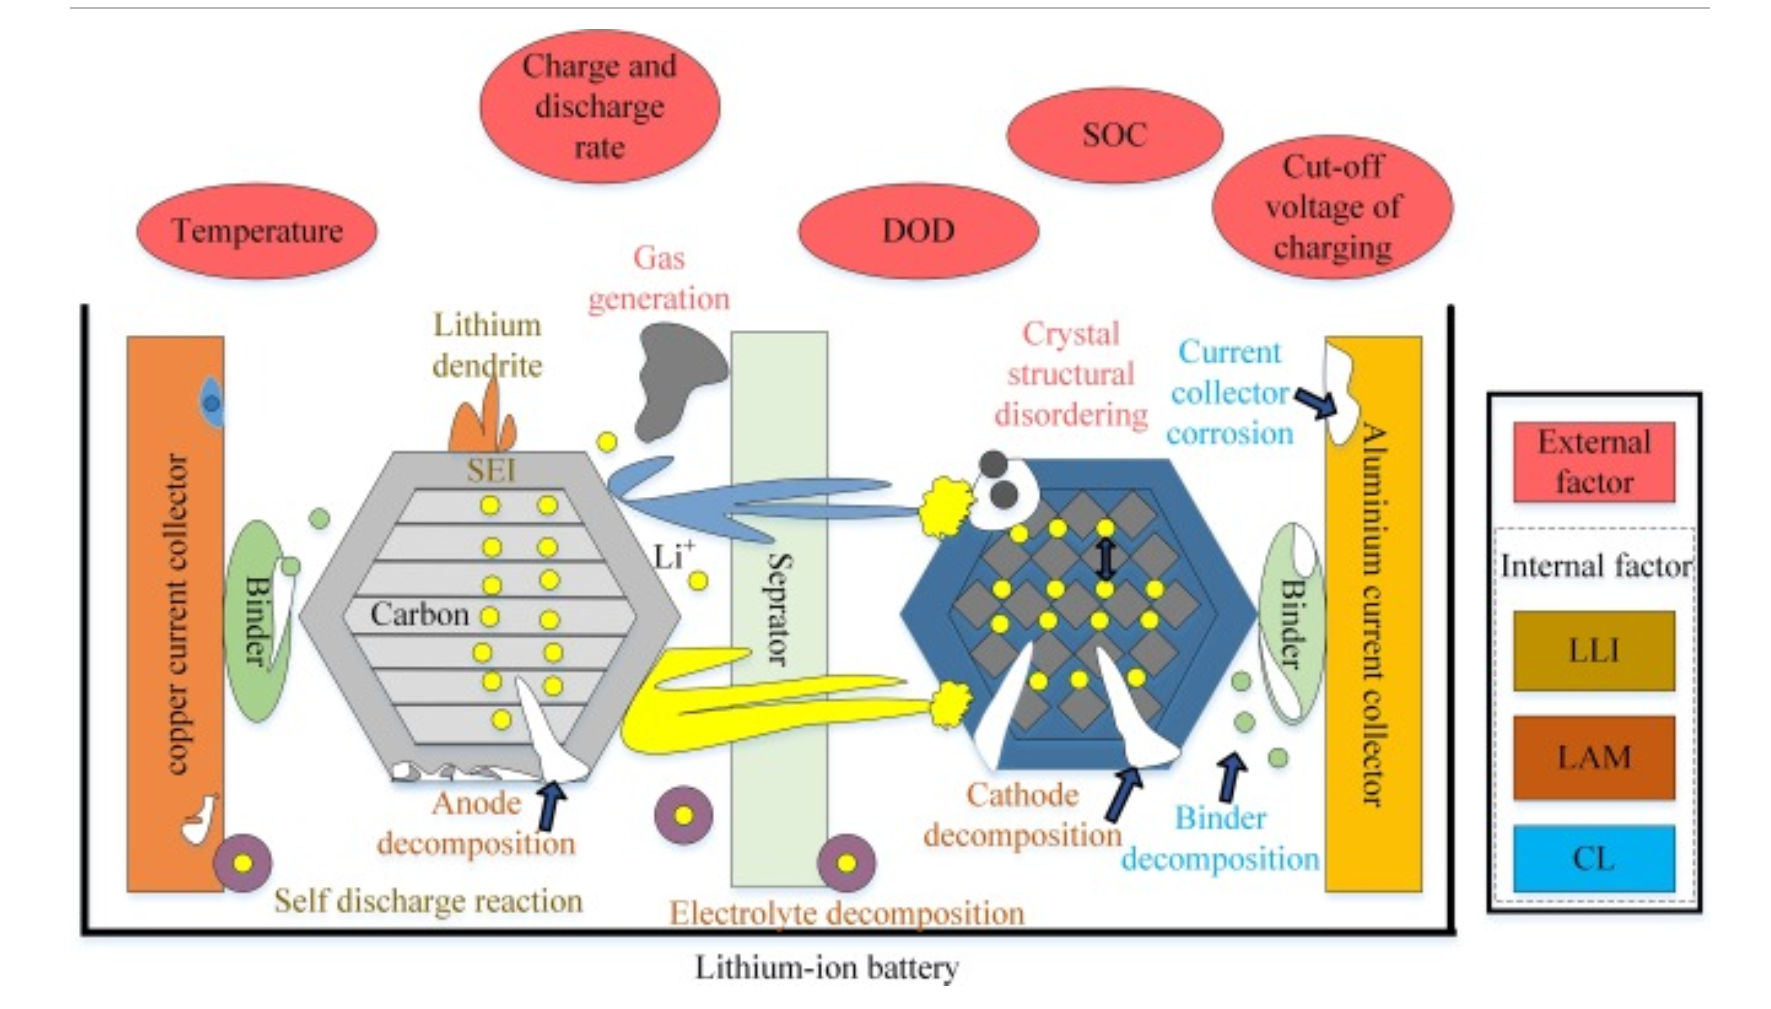 Charge and
discharge
rate
SOC
Cut-off
voltage of
charging
Temperature
DOD
Gas
generation
Lithium
dendrite
Crystal
structural
disordering
Current
collector
corrosion
SEI
Li+
Carbon
copper current collector
Binder
Seprator
Binder
Aluminium current collector
Anode
decomposition
Cathode
decomposition
Binder
decomposition
Self discharge reaction
Electrolyte decomposition
Lithium-ion battery
External
factor
Internal factor
LLI
LAM
CL